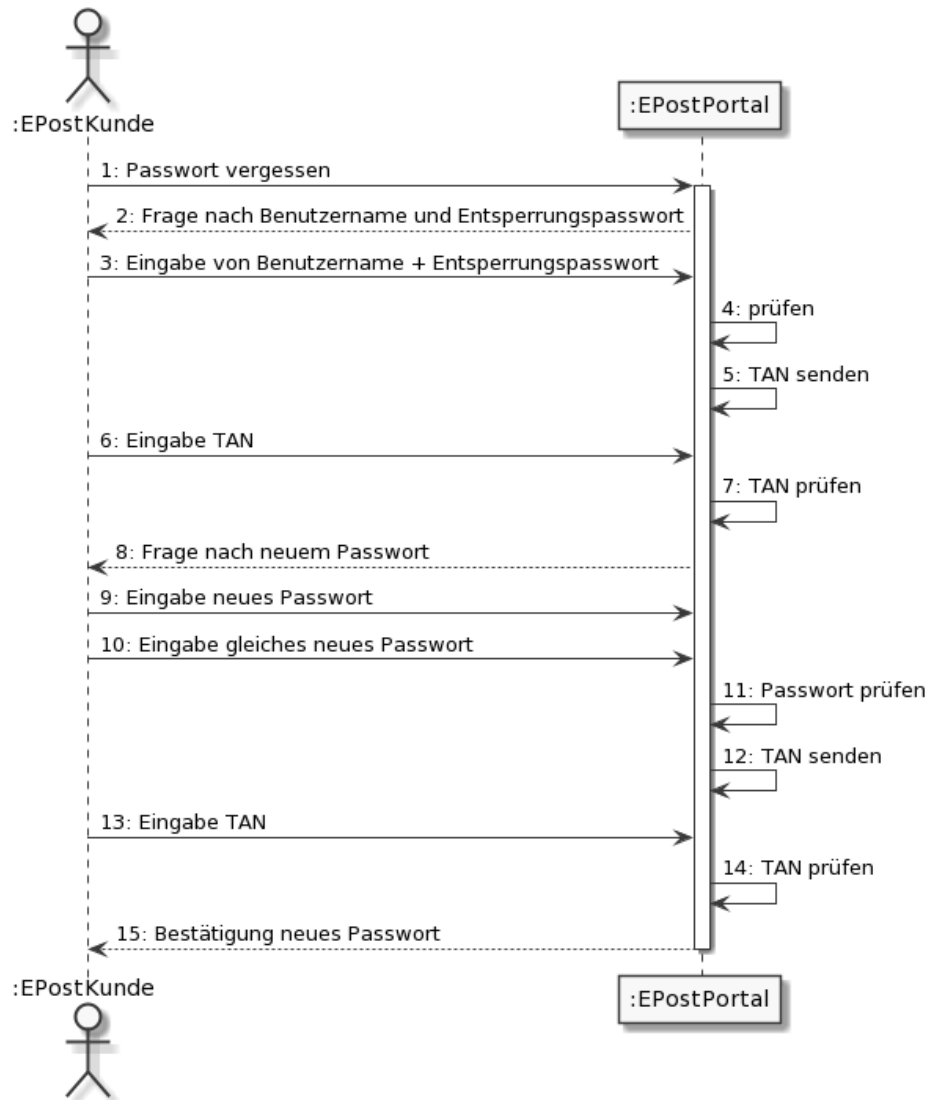 :EPostKunde
:EPostPortal
1: Passwort vergessen
2: Frage nach Benutzername und Entsperrungspasswort
3: Eingabe von Benutzername + Entsperrungspasswort
4: prüfen
5: TAN senden
6: Eingabe TAN
7: TAN prüfen
8: Frage nach neuem Passwort
9: Eingabe neues Passwort
10: Eingabe gleiches neues Passwort
11: Passwort prüfen
12: TAN senden
13: Eingabe TAN
14: TAN prüfen
15: Bestätigung neues Passwort
:EPostKunde
:EPostPortal